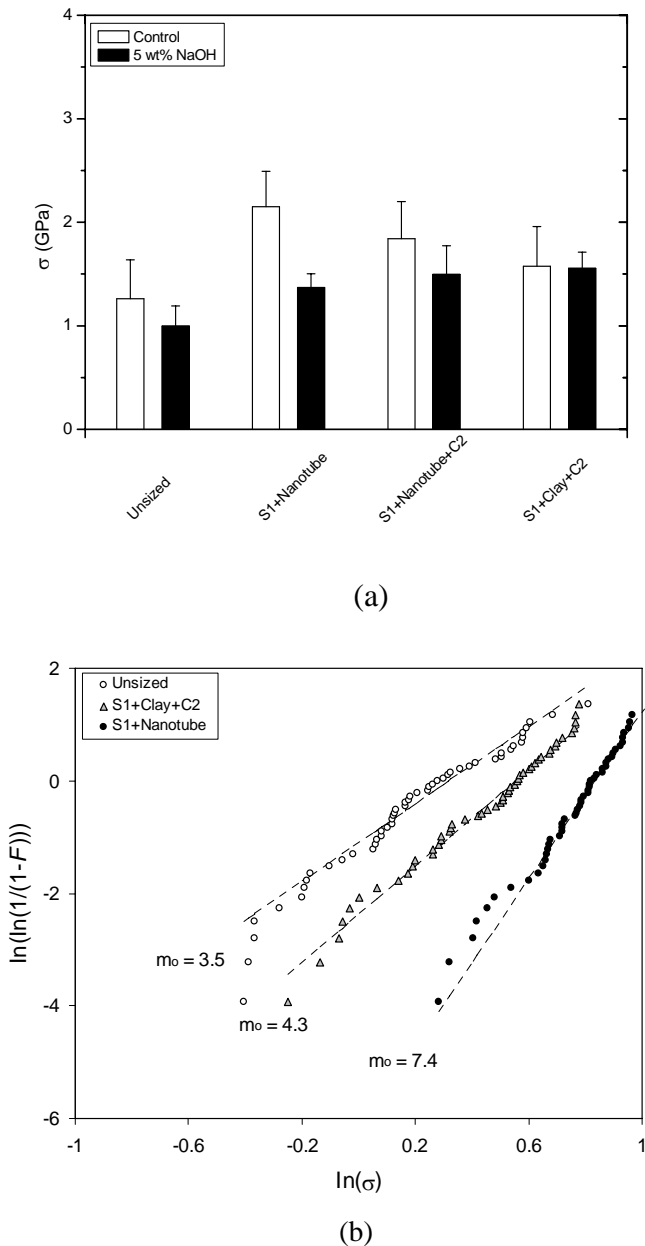 Control
5 wt% NaOH
4
3
2
1
0
σ (GPa)
Unsized
S1+Nanotube
S1+Nanotube+C2
S1+Clay+C2
(a)
Unsized
S1+Clay+C2
S1+Nanotube
2
0
-2
-4
-6
ln(ln(1/(1-F)))
mo = 3.5
mo = 4.3
mo = 7.4
-1
-0.6
-0.2
0.2
0.6
1
ln(σ)
(b)